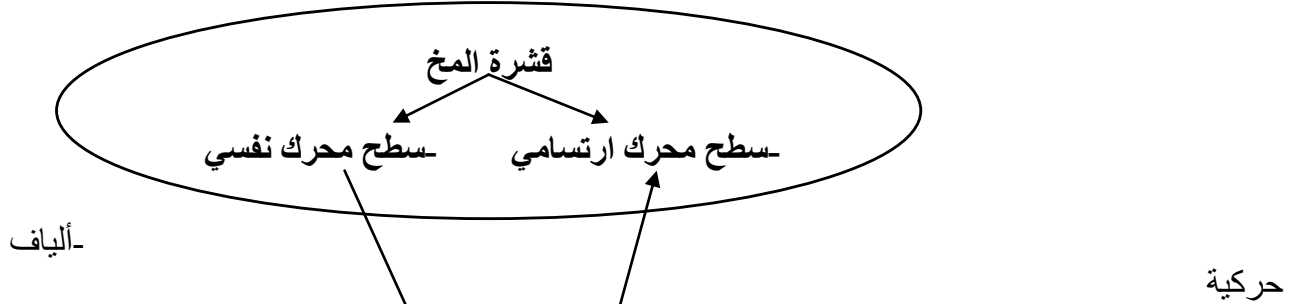 قشرة المخ
-سطح محرك ارتسامي -سطح محرك نفسي
-ألياف
حركية